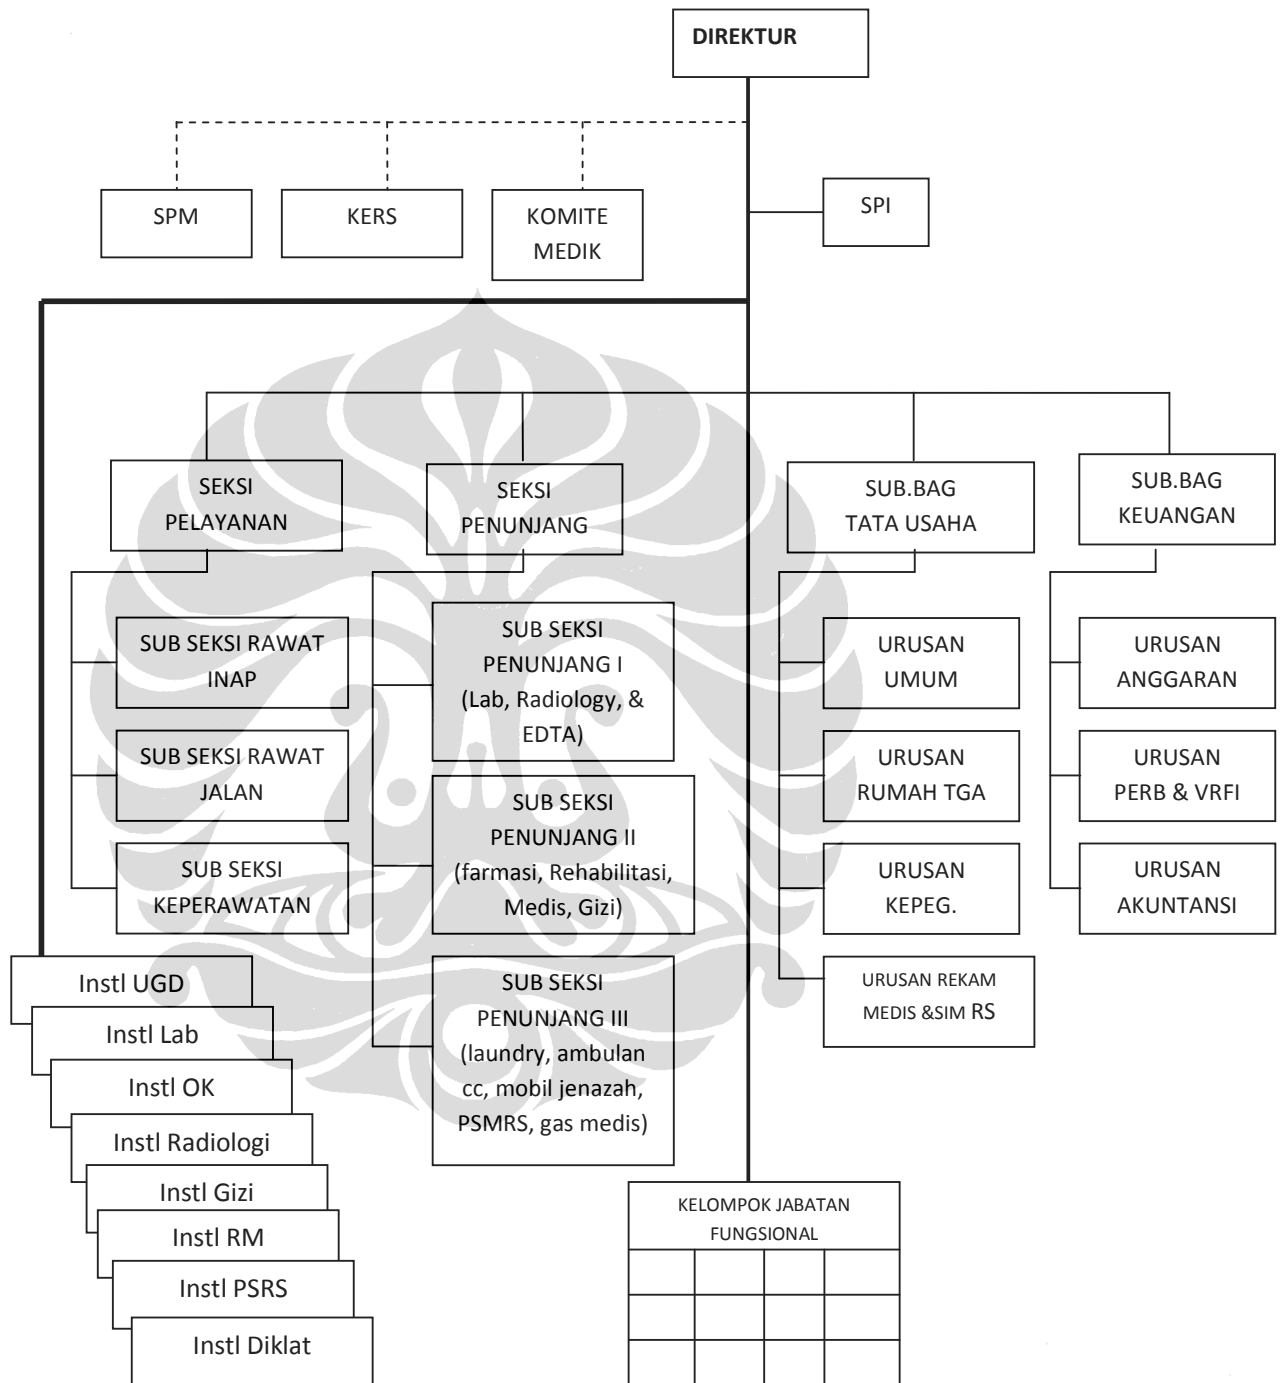 DIREKTUR
SPM
KERS
KOMITE
MEDIK
SPI
SEKSI
PELAYANAN
SEKSI
PENUNJANG
SUB.BAG
TATA USAHA
SUB.BAG
KEUANGAN
SUB SEKSI RAWAT
INAP
SUB SEKSI RAWAT
JALAN
SUB SEKSI
KEPERAWATAN
SUB SEKSI
PENUNJANG I
(Lab, Radiology, &
EDTA)
SUB SEKSI
PENUNJANG II
(farmasi, Rehabilitasi,
Medis, Gizi)
SUB SEKSI
PENUNJANG III
(laundry, ambulan
cc, mobil jenazah,
PSMRS, gas medis)
URUSAN
UMUM
URUSAN
RUMAH TGA
URUSAN
KEPEG.
URUSAN REKAM
MEDIS &SIM RS
URUSAN
ANGGARAN
URUSAN
PERB & VRFI
URUSAN
AKUNTANSI
Instl UGD
Instl Lab
Instl OK
Instl Radiologi
Instl Gizi
Instl RM
Instl PSRS
Instl Diklat
KELOMPOK JABATAN
FUNGSIONAL